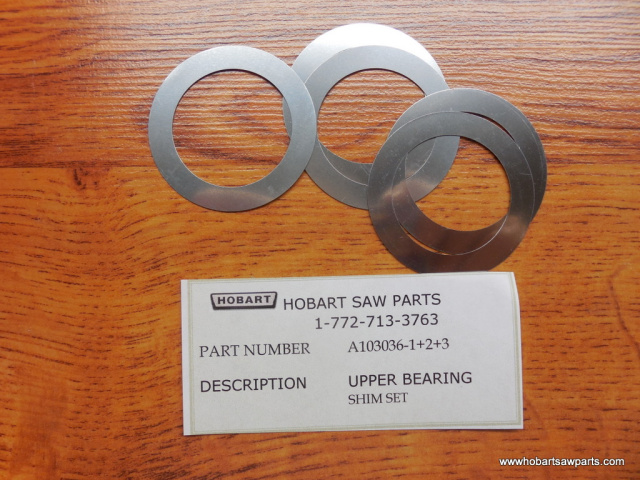 HOBART HOBART SAW PARTS
1-772-713-3763
PART NUMBER A103036-1+2+3
DESCRIPTION UPPER BEARING
SHIM SET
www.hobartsawparts.com